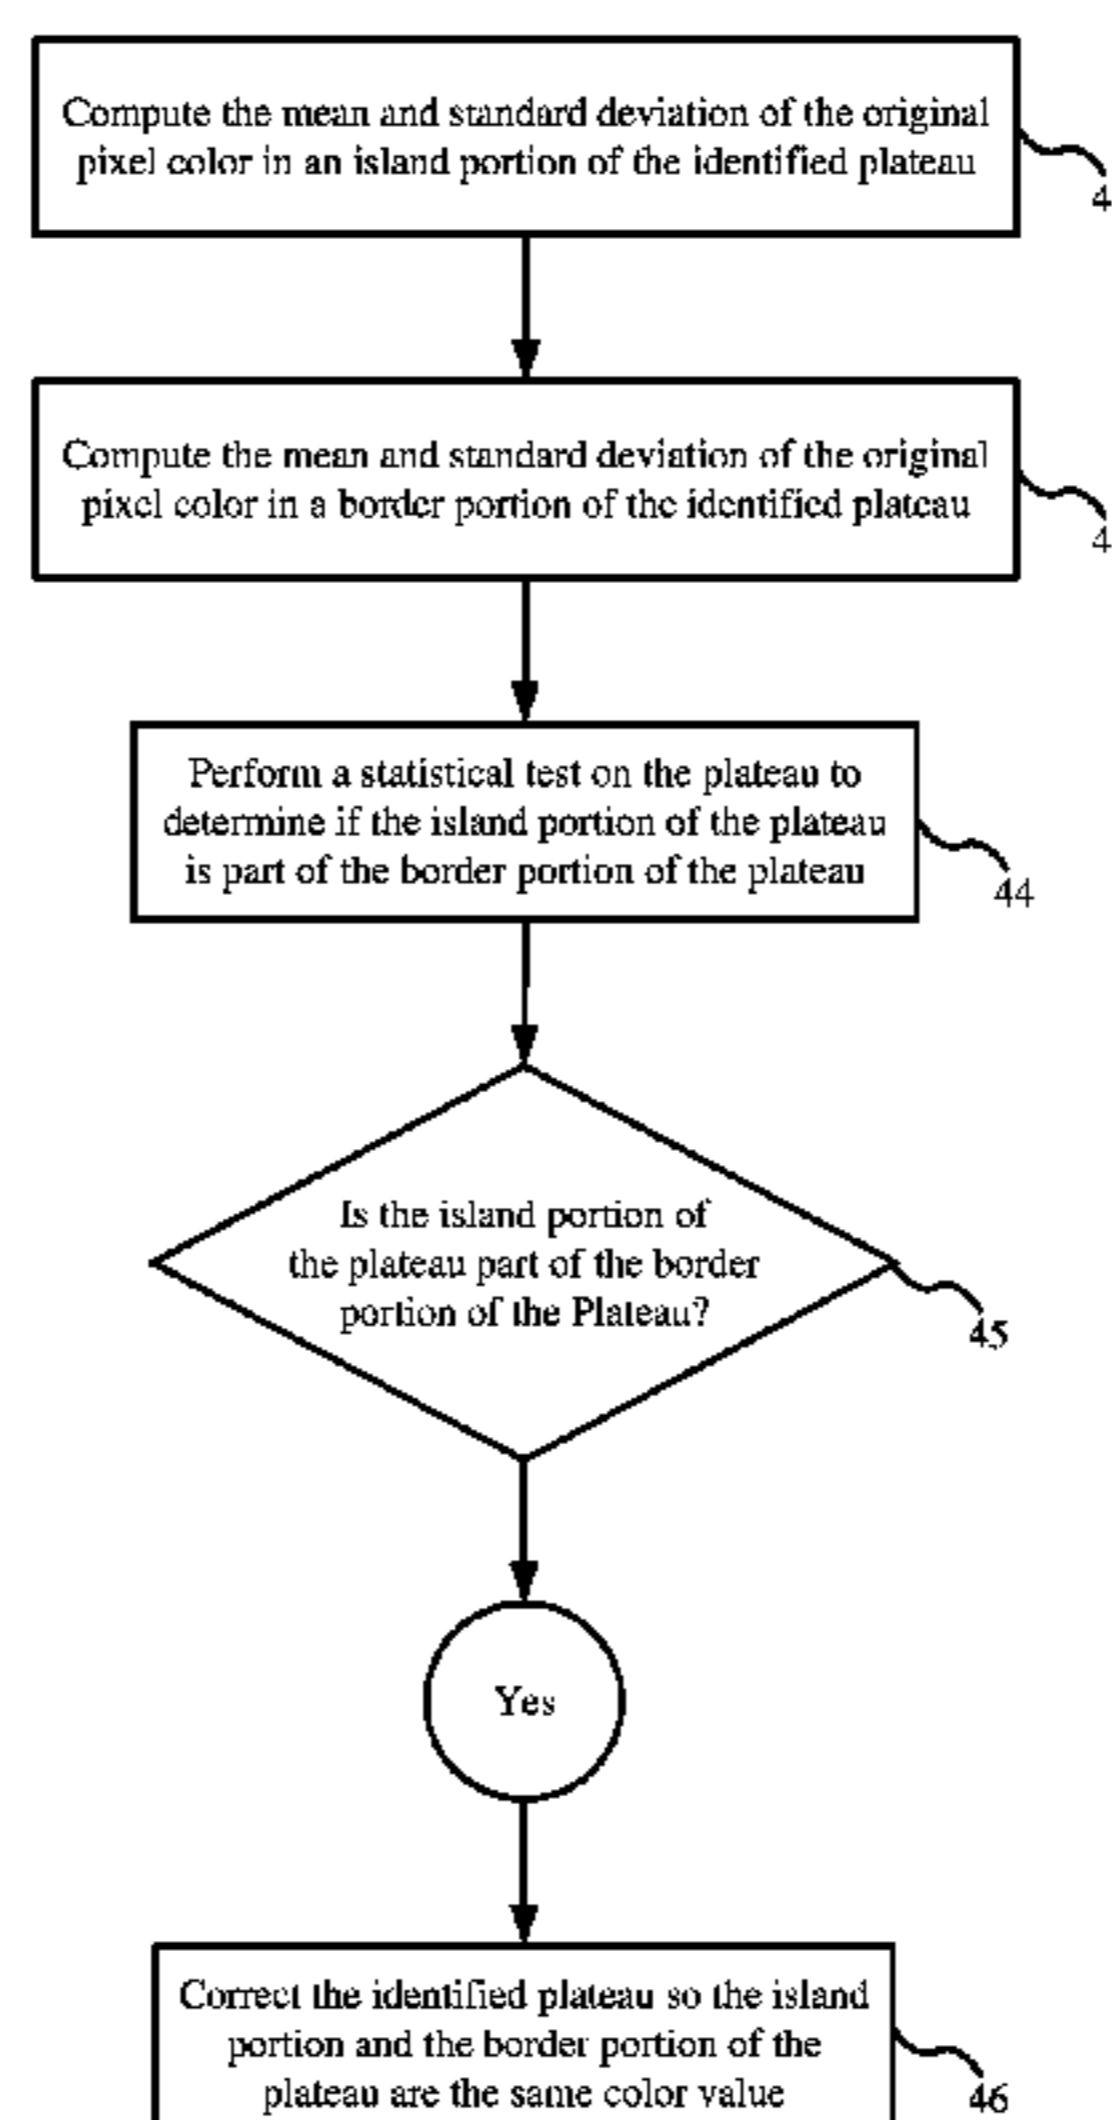 Compute the mean and standard deviation of the original
pixel color in an island portion of the identified plateau
4
Compute the mean and standard deviation of the original
pixel color in a border portion of the identified plateau
4
Perform a statistical test on the plateau to
determine if the island portion of the plateau
is part of the border portion of the plateau
44
Is the island portion of
the plateau part of the border
portion of the Plateau?
45
Yes
Correct the identified plateau so the island
portion and the border portion of the
plateau are the same color value
46